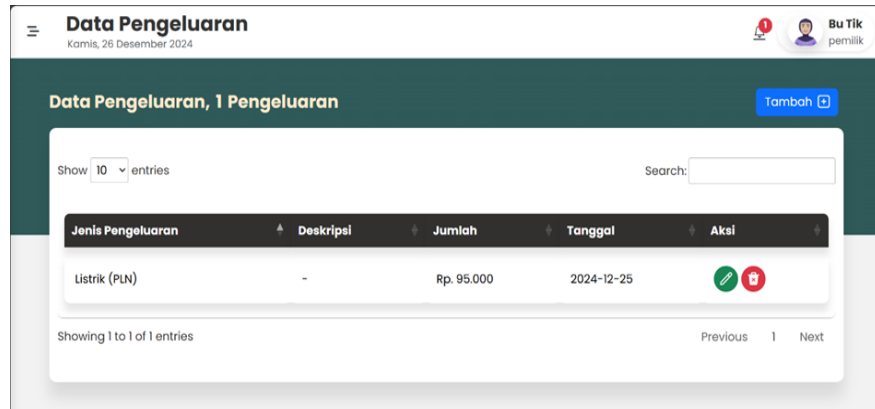 Data Pengeluaran
Kamis, 26 Desember 2024
1
Bu Tik
pemilik
Data Pengeluaran, 1 Pengeluaran
Tambah
Show 10 entries
Search:
Jenis Pengeluaran Deskripsi Jumlah Tanggal Aksi
Listrik (PLN) - Rp. 95.000 2024-12-25
Showing 1 to 1 of 1 entries
Previous 1 Next